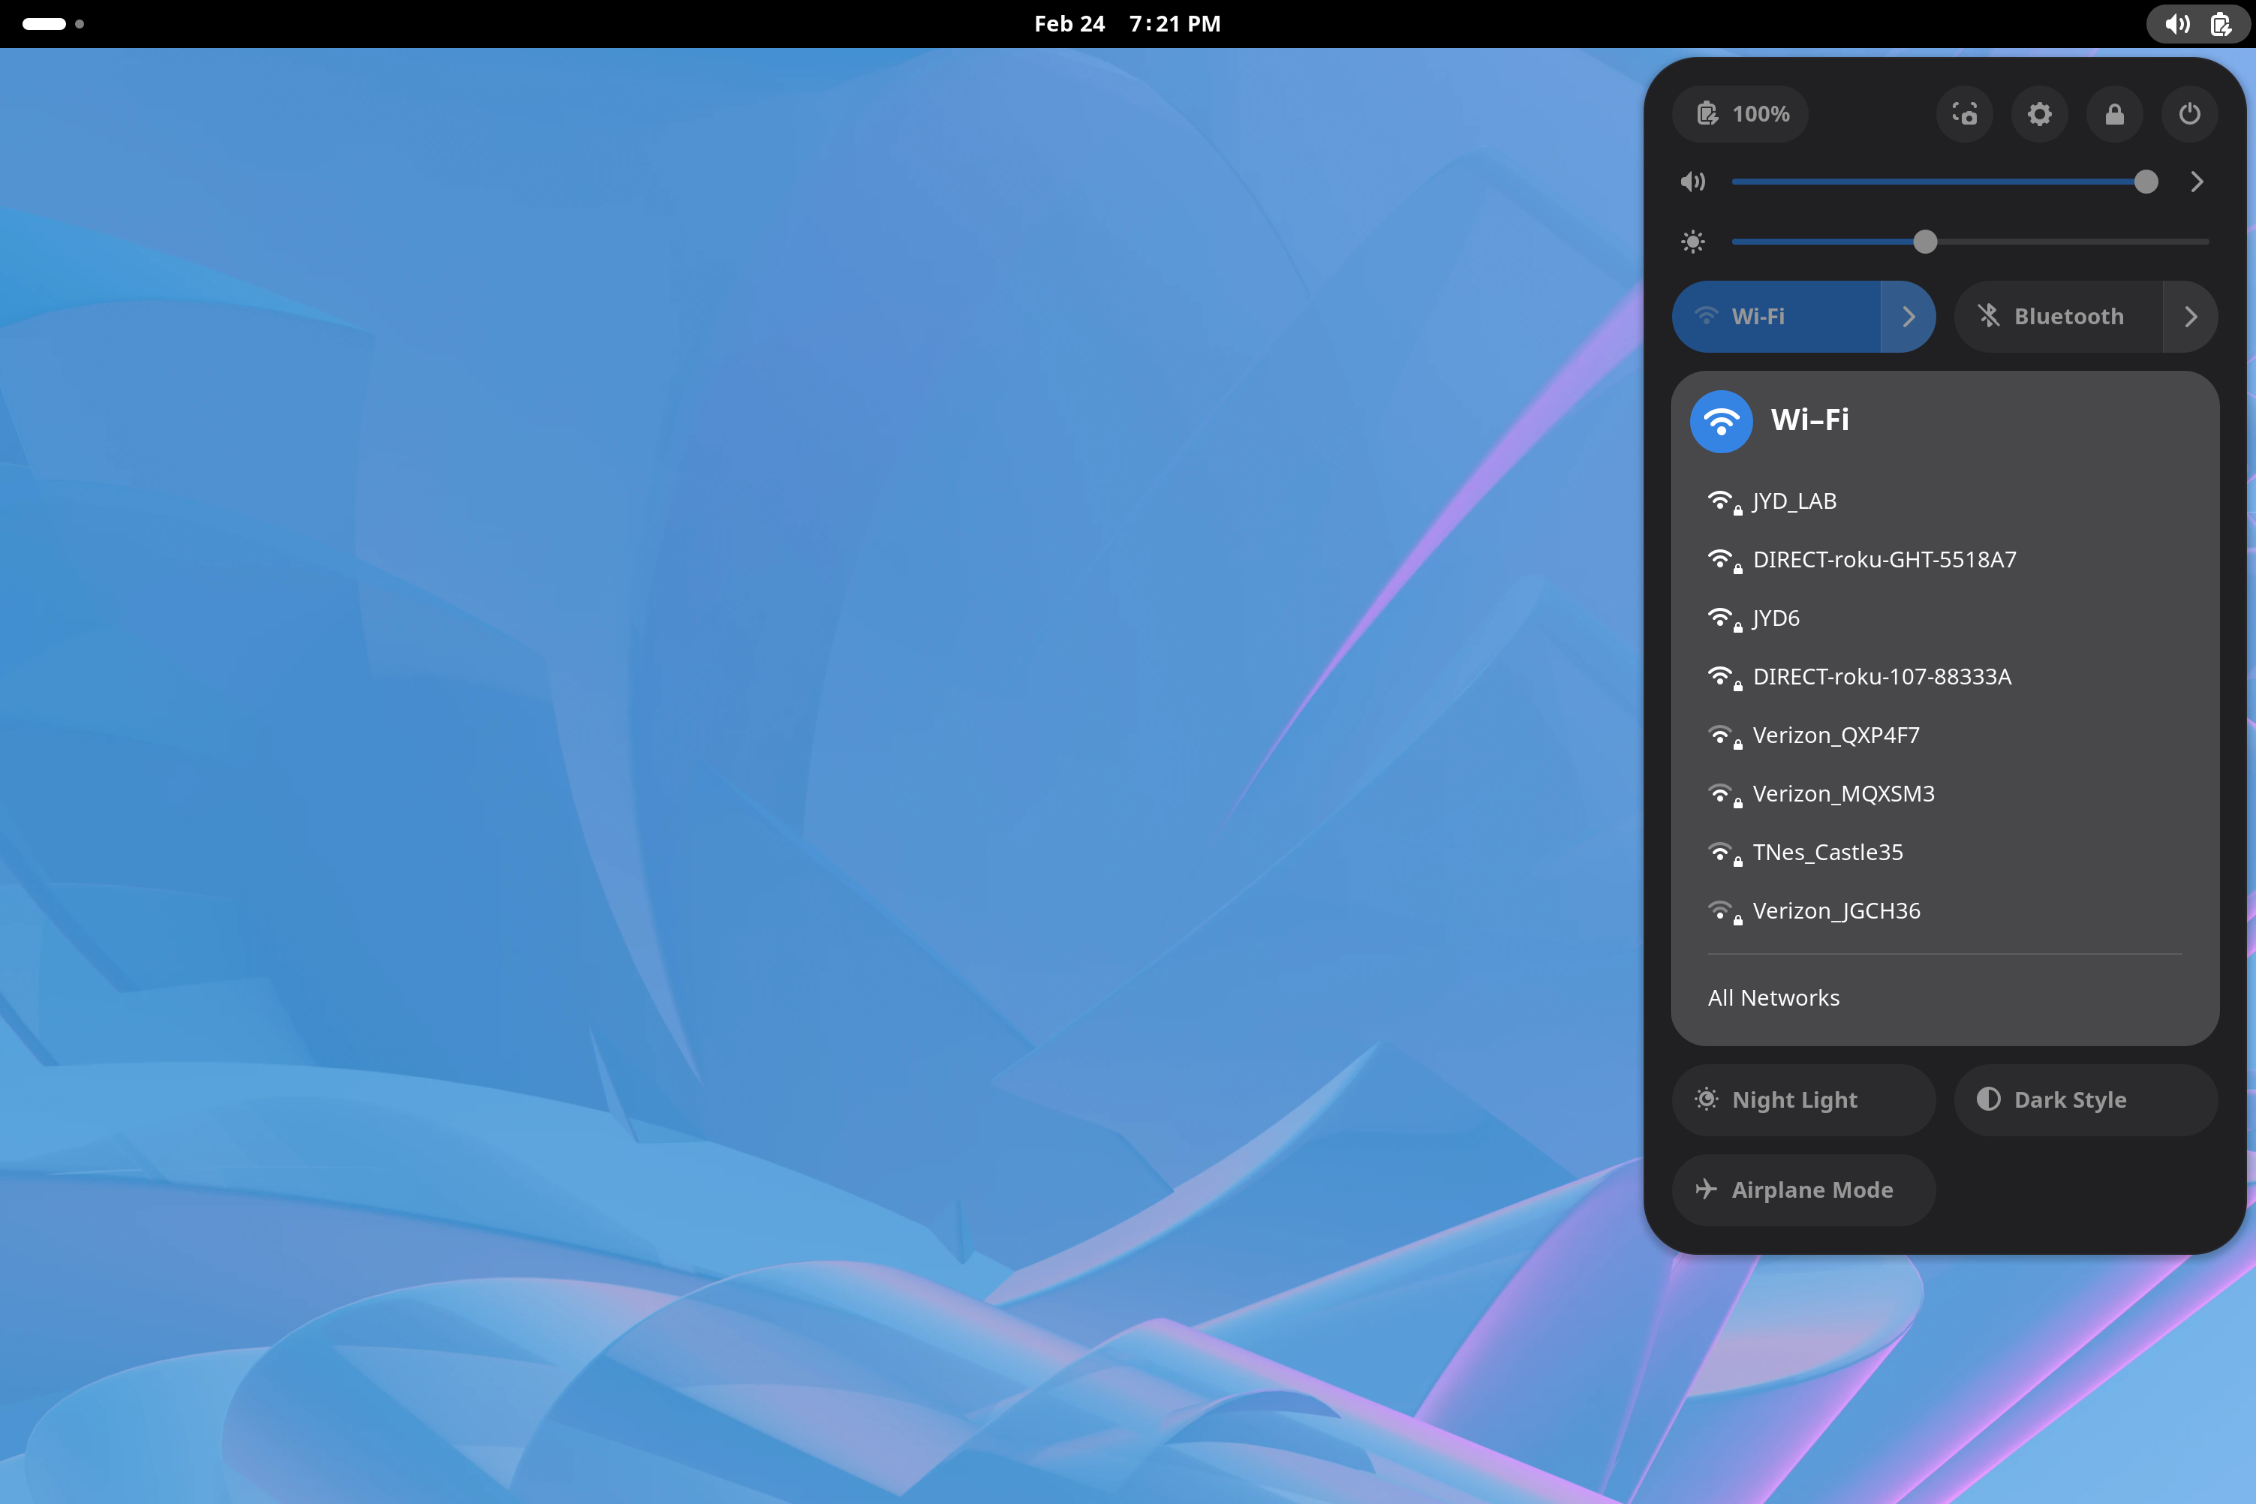 Feb 24 7:21 PM
100%
Wi-Fi
Bluetooth
Wi–Fi
JYD_LAB
DIRECT-roku-GHT-5518A7
JYD6
DIRECT-roku-107-88333A
Verizon_QXP4F7
Verizon_MQXSM3
TNes_Castle35
Verizon_JGCH36
All Networks
Night Light
Dark Style
Airplane Mode